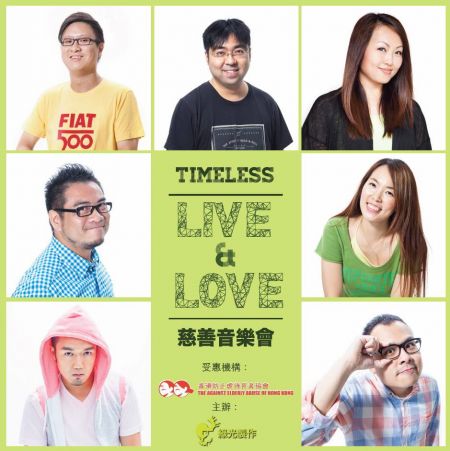 FIAT
500
TIMELESS
LIVE
&
LOVE
慈善音樂會
受惠機構：
香港防止虐待長者協會
THE AGAINST ELDERLY ABUSE OF HONG KONG
主辦：
綠光製作